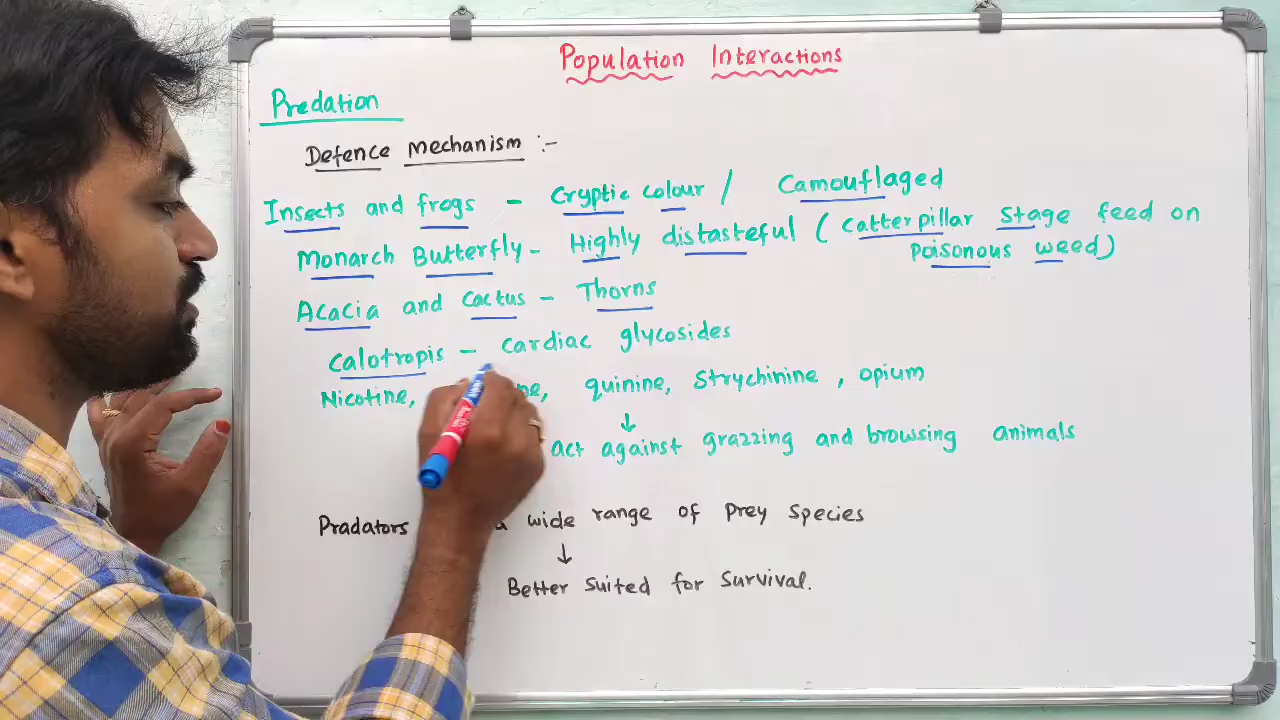 Population Interactions
Predation
Defence Mechanism :-
Insects and frogs - Cryptic colour / Camouflaged
Monarch Butterfly - Highly distasteful ( Catterpillar Stage feed on
Poisonous weed)
Acacia and Cactus - Thorns
Calotropis - Cardiac glycosides
Nicotine, quinine, Strychinine , opium
↓
act against grazzing and browsing animals
Pradators wide range of Prey Species
↓
Better Suited for Survival.